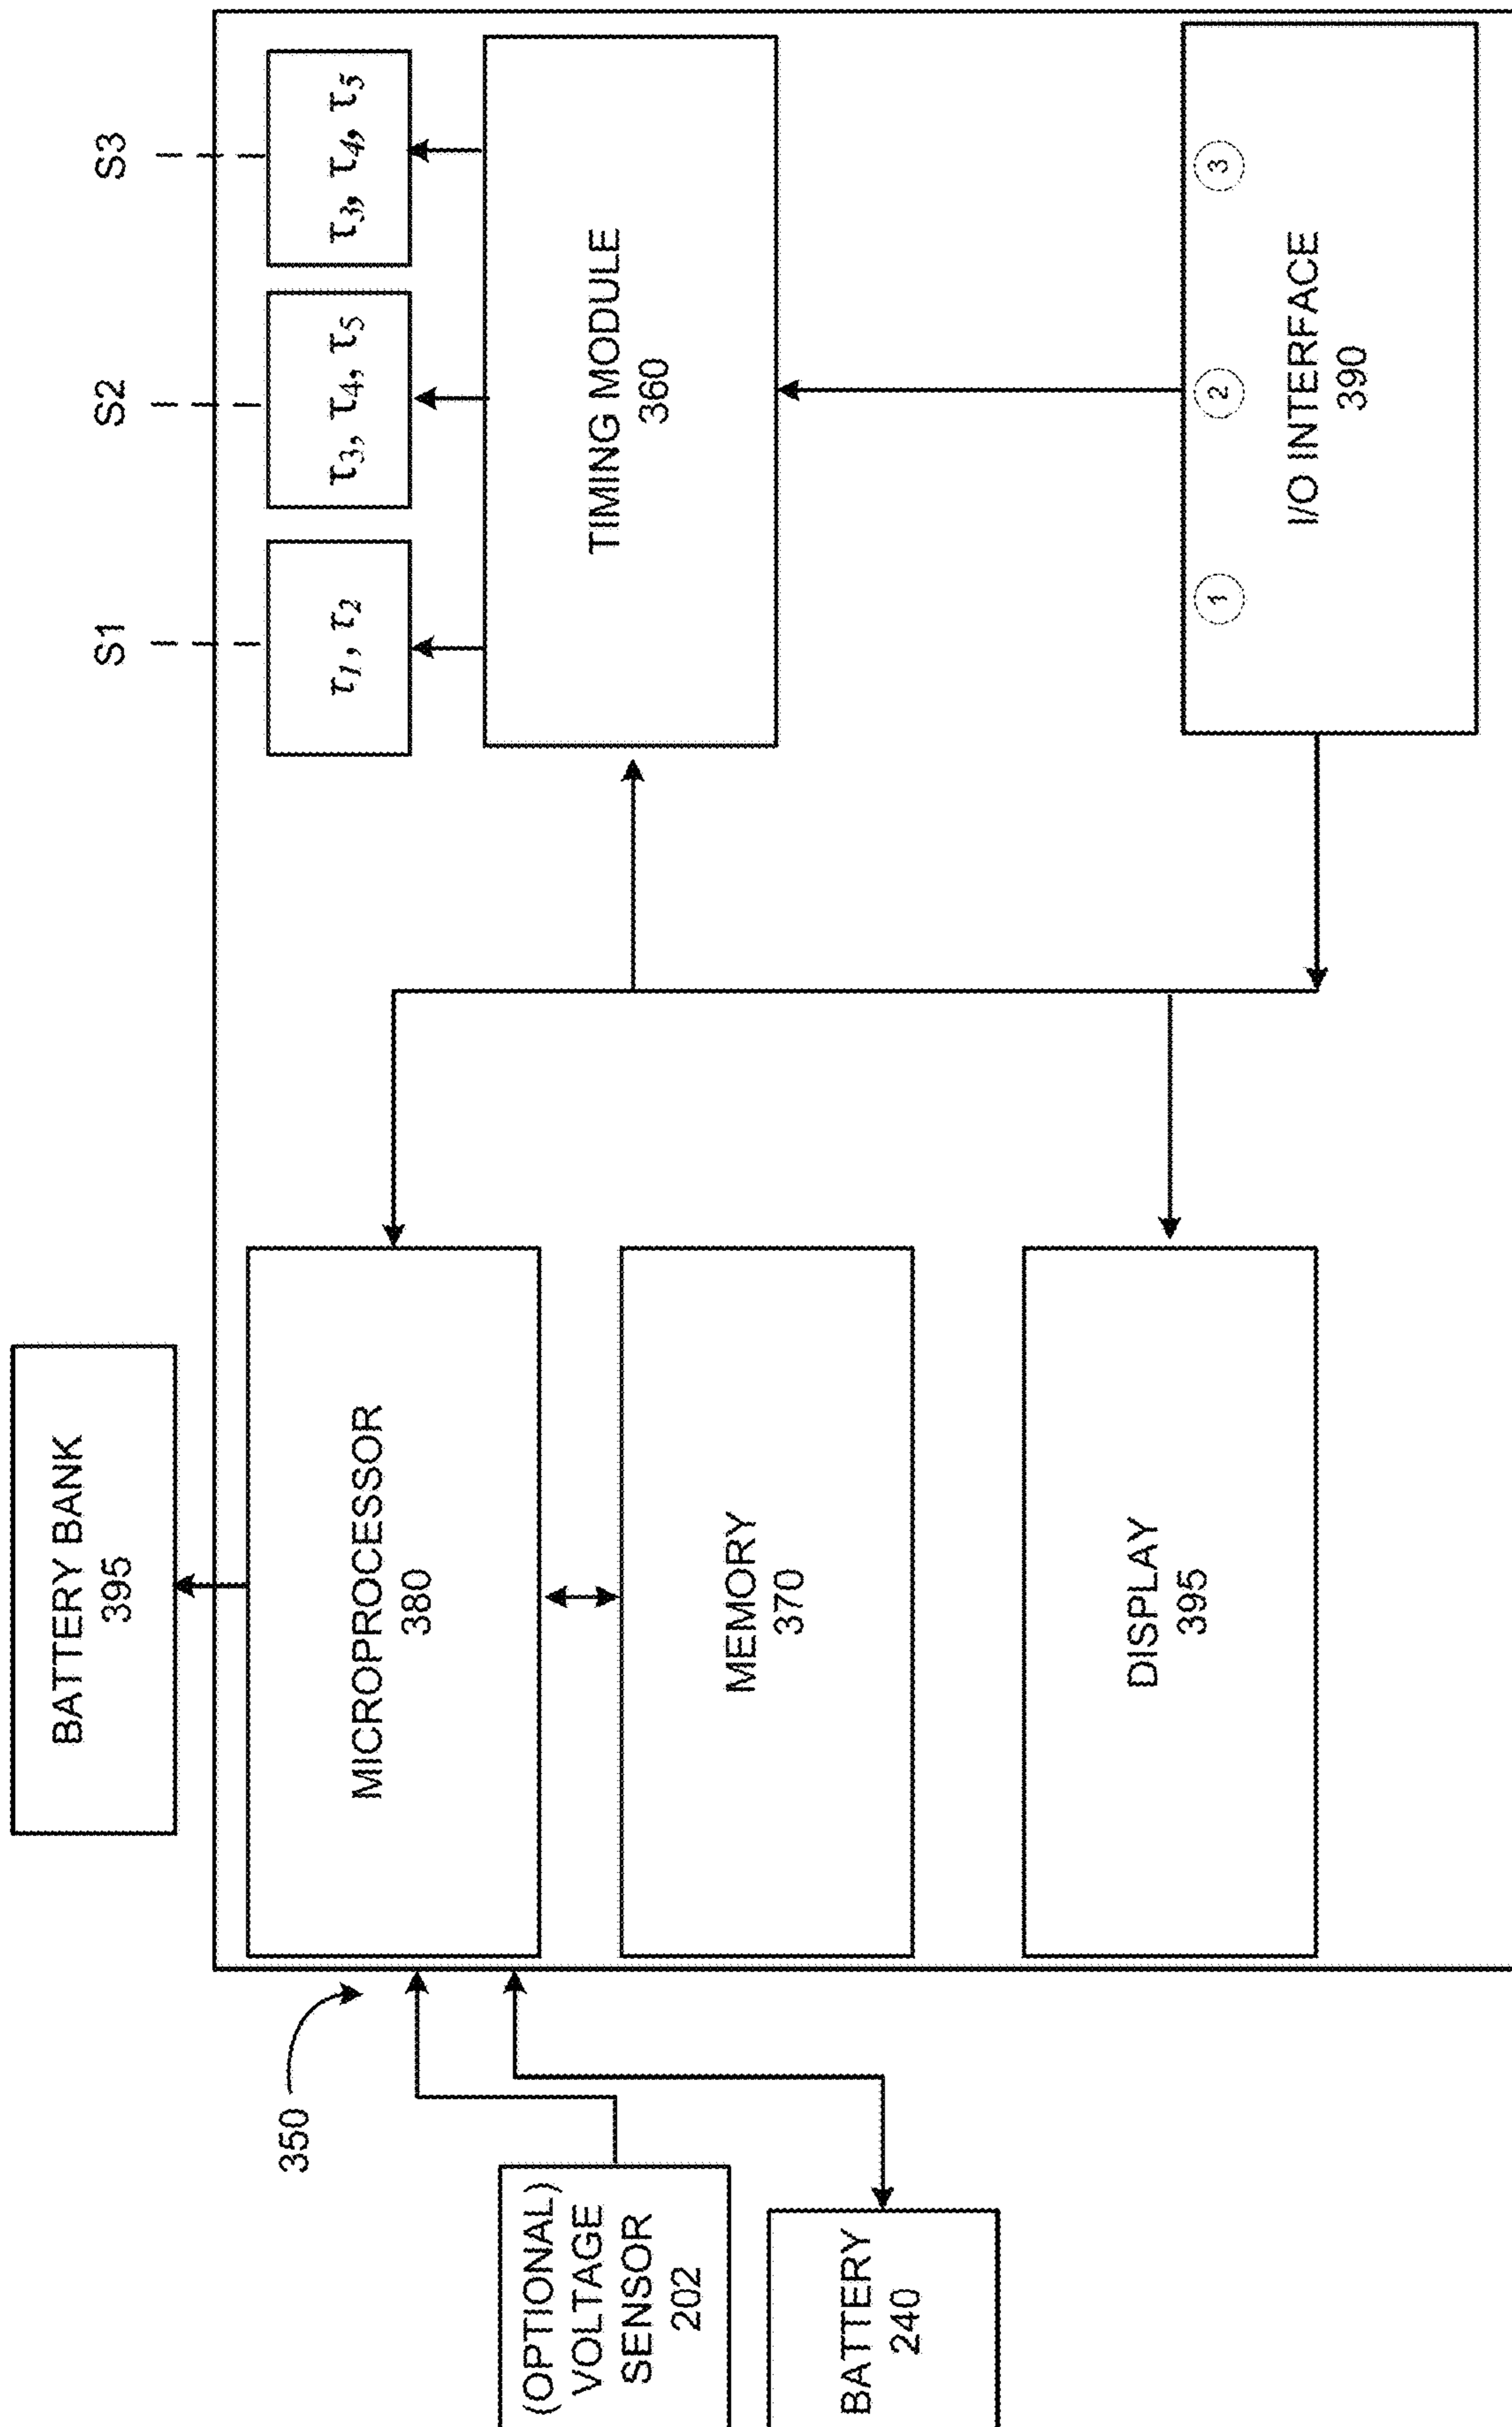 BATTERY BANK
395
S1
S2
S3
350
(OPTIONAL)
VOLTAGE
SENSOR
202
BATTERY
240
MICROPROCESSOR
380
MEMORY
370
DISPLAY
395
τ1, τ2
τ3, τ4, τ5
τ3, τ4, τ5
TIMING MODULE
360
1
2
3
I/O INTERFACE
390